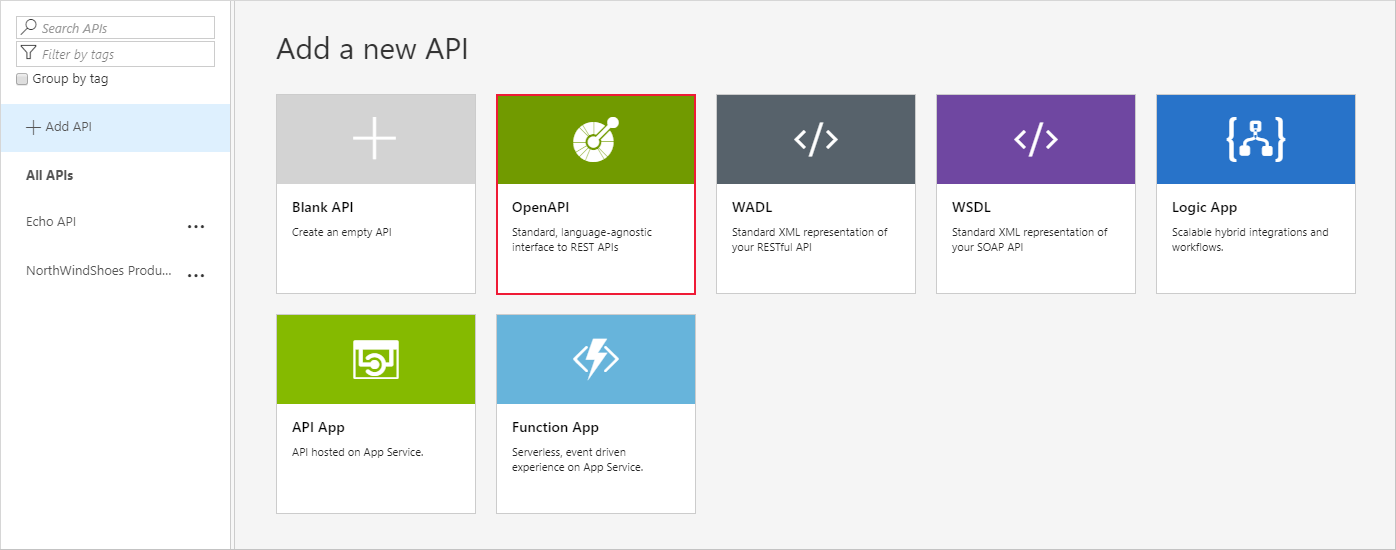 Search APIs
Filter by tags
Group by tag
Add API
All APIs
Echo API
...
NorthWindShoes Produ...
...
Add a new API
Blank API
Create an empty API
OpenAPI
Standard, language-agnostic
interface to REST APIs
</>
WADL
Standard XML representation of
your RESTful API
</>
WSDL
Standard XML representation of
your SOAP API
Logic App
Scalable hybrid integrations and
workflows.
API App
API hosted on App Service.
Function App
Serverless, event driven
experience on App Service.